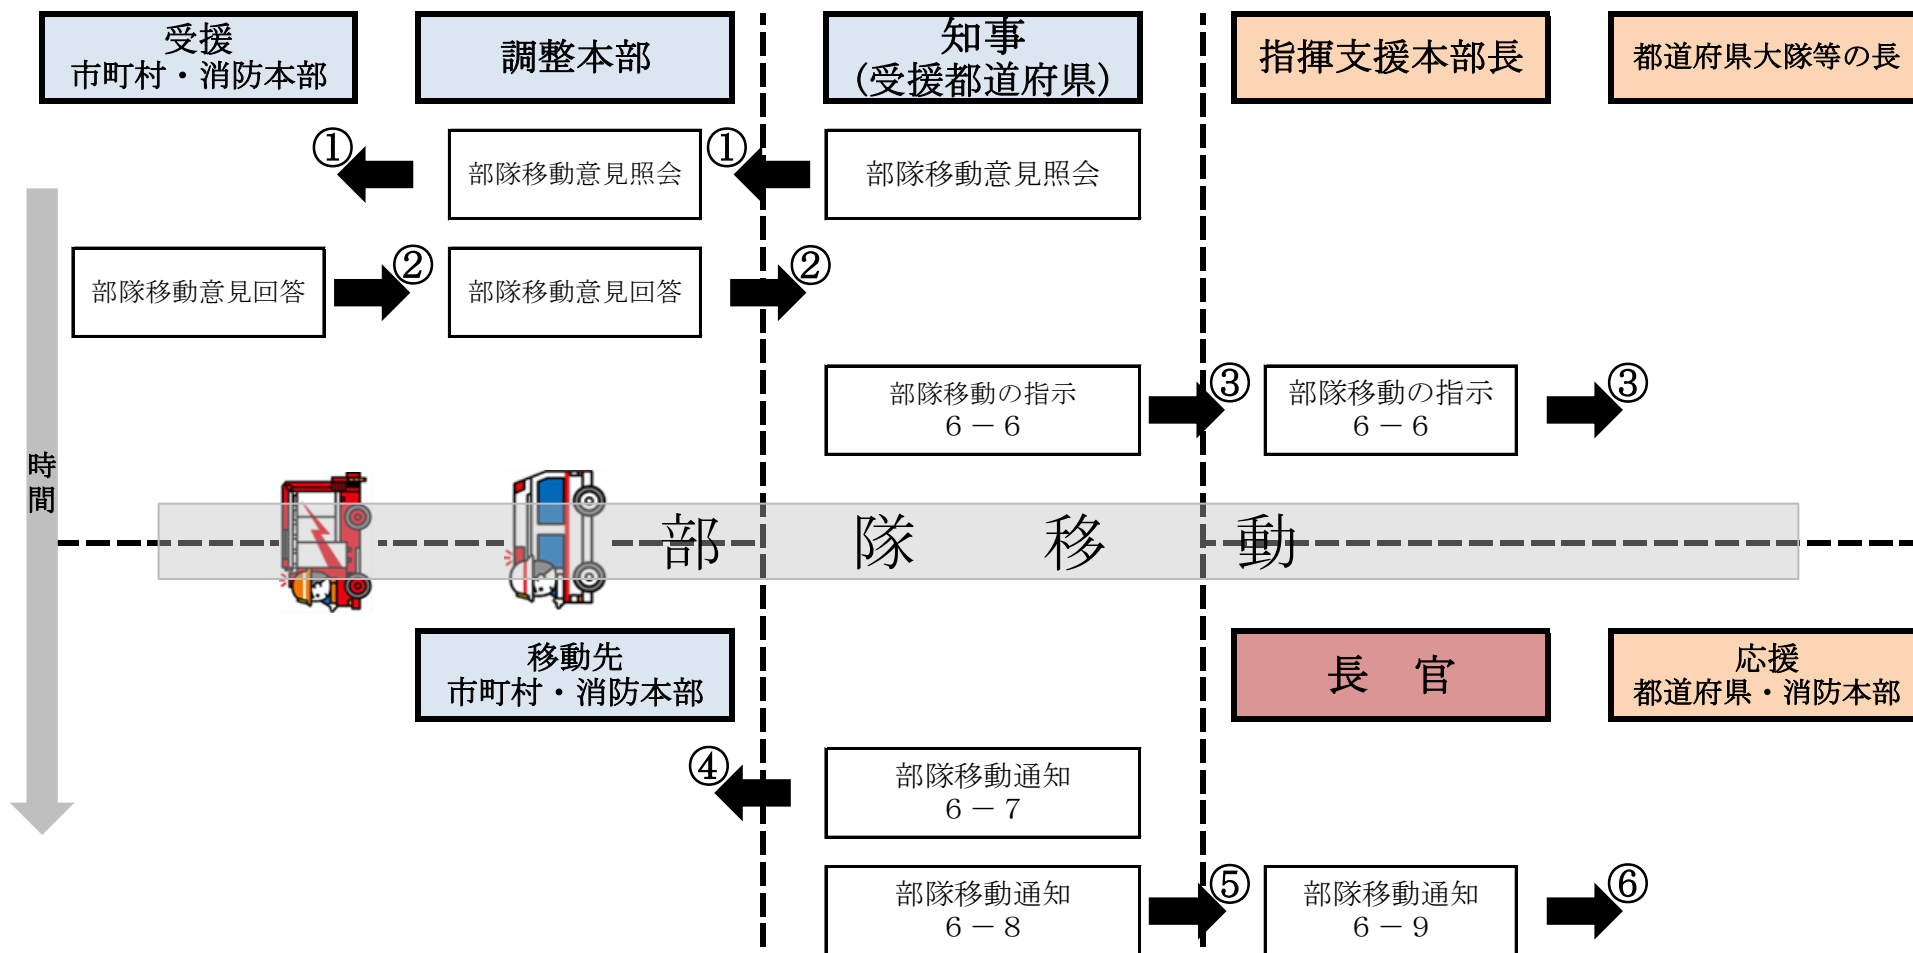 受援
市町村・消防本部
調整本部
知事
(受援都道府県)
指揮支援本部長
都道府県大隊等の長
①
部隊移動意見照会
①
部隊移動意見照会
部隊移動意見回答
②
部隊移動意見回答
②
部隊移動の指示
6－6
③
部隊移動の指示
6－6
③
時間
部隊移動
移動先
市町村・消防本部
長官
応援
都道府県・消防本部
④
部隊移動通知
6－7
部隊移動通知
6－8
⑤
部隊移動通知
6－9
⑥